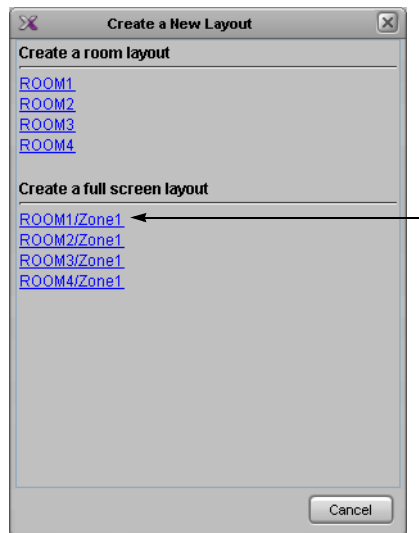 Create a New Layout
Create a room layout
ROOM1
ROOM2
ROOM3
ROOM4
Create a full screen layout
ROOM1/Zone1
ROOM2/Zone1
ROOM3/Zone1
ROOM4/Zone1
Cancel